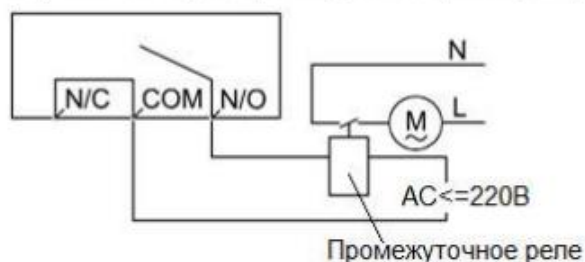 N
N/C COM N/O
M L
AC<=220В
Промежуточное реле